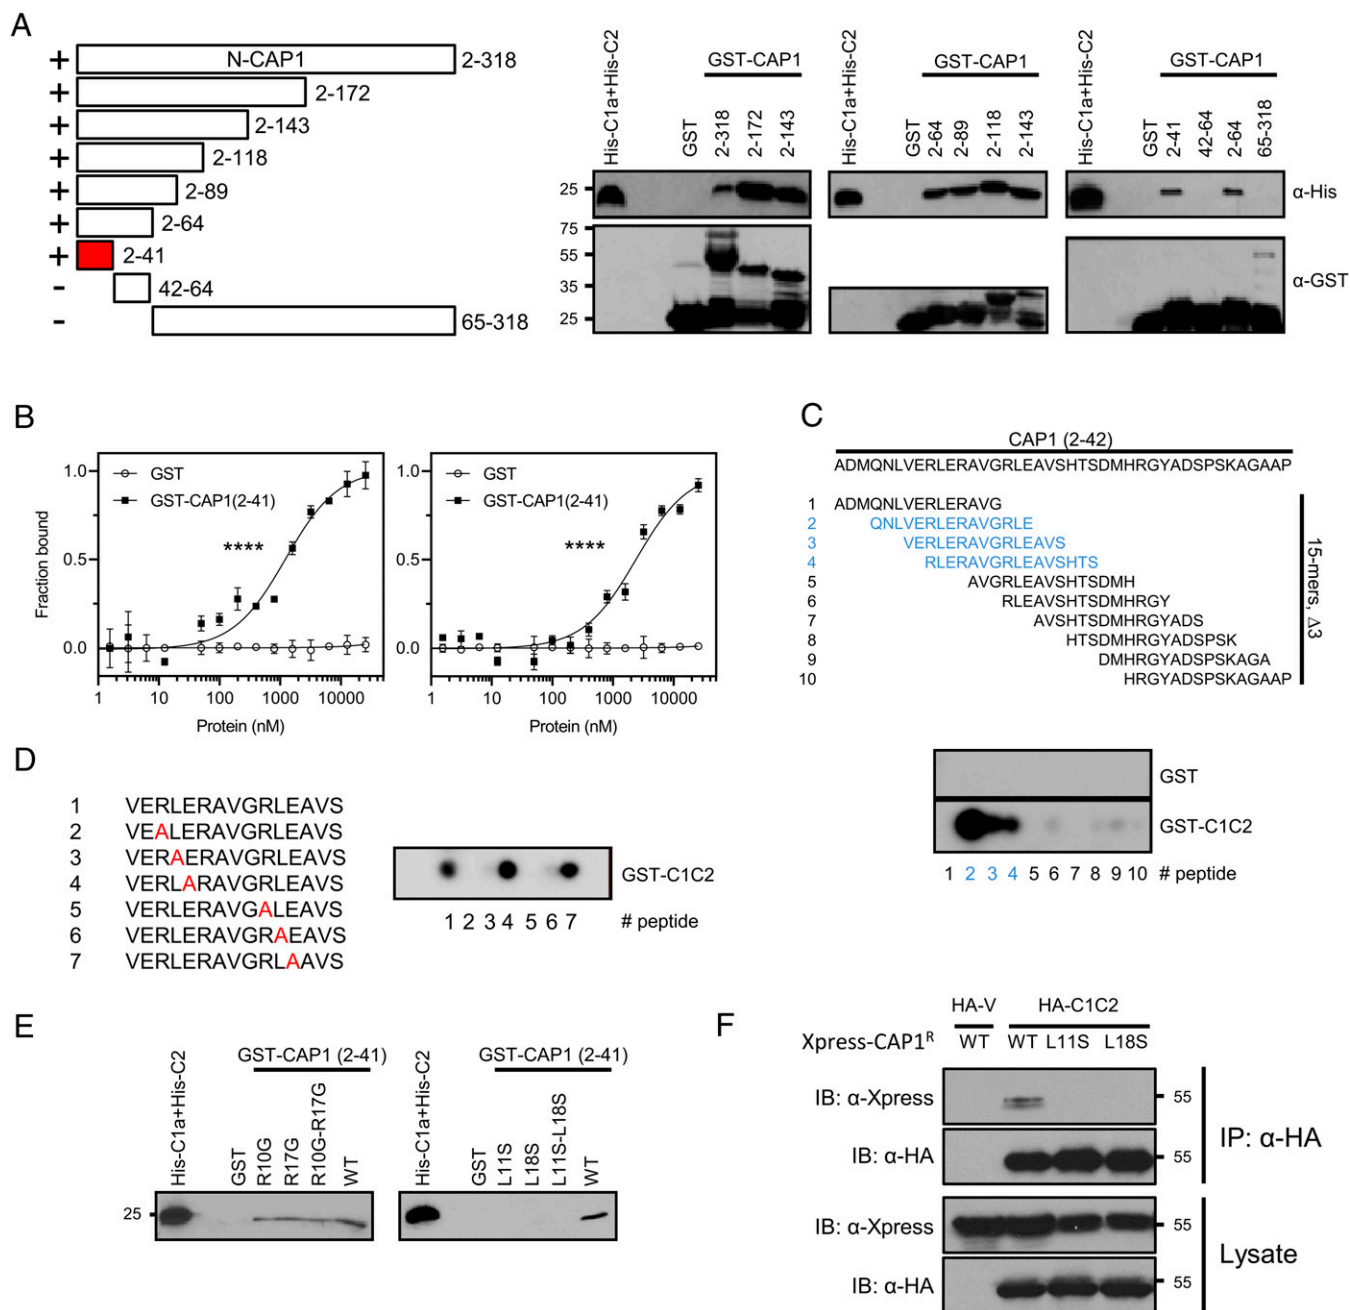 A
+ N-CAP1 2-318
+ 2-172
+ 2-143
+ 2-118
+ 2-89
+ 2-64
+ 2-41
- 42-64
- 65-318
His-C1a+His-C2
GST-CAP1
GST 2-318 2-172 2-143
25
75
55
35
25
His-C1a+His-C2
GST-CAP1
GST 2-64 2-89 2-118 2-143
His-C1a+His-C2
GST-CAP1
GST 2-41 42-64 2-64 65-318
α-His
α-GST
B
Fraction bound
1.0
0.5
0.0
GST
GST-CAP1(2-41)
****
1 10 100 1000 10000
Protein (nM)
1.0
0.5
0.0
GST
GST-CAP1(2-41)
****
1 10 100 1000 10000
Protein (nM)
C
CAP1 (2-42)
ADMQNLVERLERAVGRLEAVSHTSDMHRGYADSPSKAGAAP
1 ADMQNLVERLERAVG
2 QNLVERLERAVGRLE
3 VERLERAVGRLEAVS
4 RLERAVGRLEAVSHTS
5 AVGRLEAVSHTSDMH
6 RLEAVSHTSDMHRGY
7 AVSHTSDMHRGYADS
8 HTSDMHRGYADSPSK
9 DMHRGYADSPSKAGA
10 HRGYADSPSKAGAAP
15-mers, Δ3
GST
GST-C1C2
1 2 3 4 5 6 7 8 9 10 # peptide
D
1 VERLERAVGRLEAVS
2 VEALERAVGRLEAVS
3 VERAERAVGRLEAVS
4 VERLARAVGRLEAVS
5 VERLERAVGALEAVS
6 VERLERAVGRAEAVS
7 VERLERAVGRLAAVS
GST-C1C2
1 2 3 4 5 6 7 # peptide
E
His-C1a+His-C2
GST-CAP1 (2-41)
GST R10G R17G R10G-R17G WT
25
His-C1a+His-C2
GST-CAP1 (2-41)
GST L11S L18S L11S-L18S WT
F
HA-V HA-C1C2
Xpress-CAP1R WT WT L11S L18S
IB: α-Xpress 55
IB: α-HA 55
IP: α-HA
IB: α-Xpress 55
IB: α-HA 55
Lysate